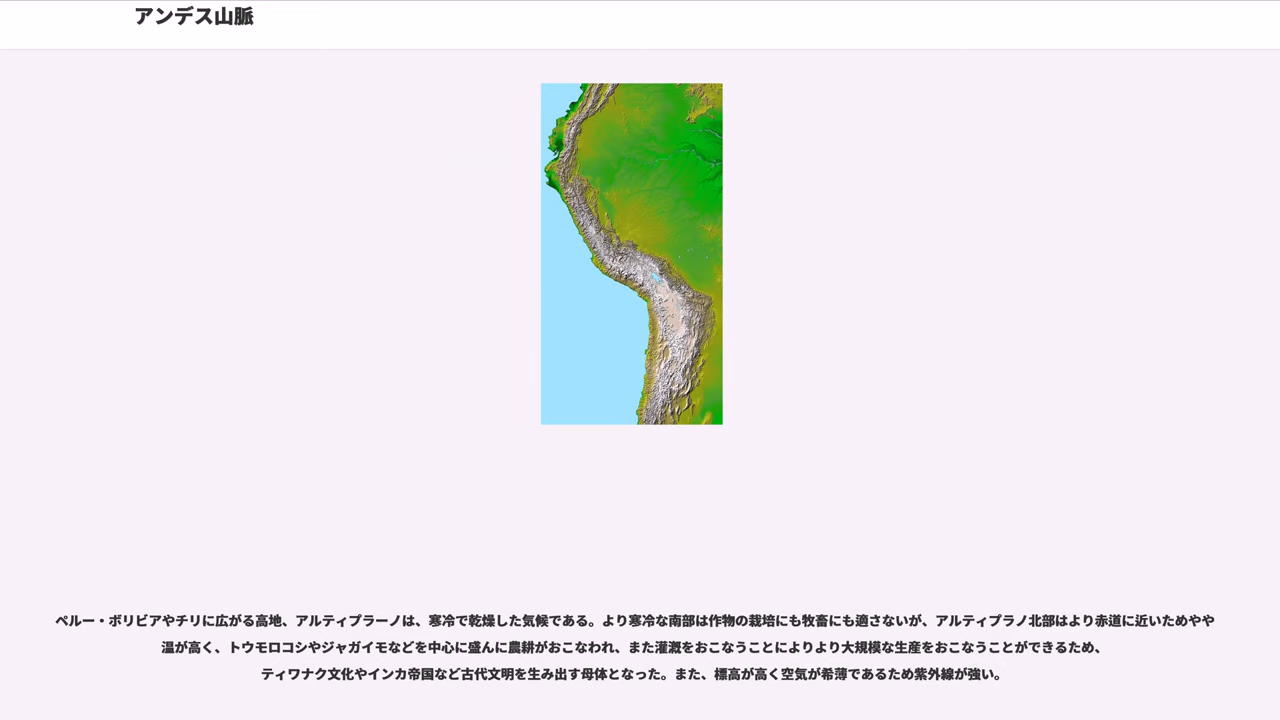 アンデス山脈
ペルー・ボリビアやチリに広がる高地、アルティプラーノは、寒冷で乾燥した気候である。より寒冷な南部は作物の栽培にも牧畜にも適さないが、アルティプラノ北部はより赤道に近いためやや
温が高く、トウモロコシやジャガイモなどを中心に盛んに農耕がおこなわれ、また灌漑をおこなうことによりより大規模な生産をおこなうことができるため、
ティワナク文化やインカ帝国など古代文明を生み出す母体となった。また、標高が高く空気が希薄であるため紫外線が強い。